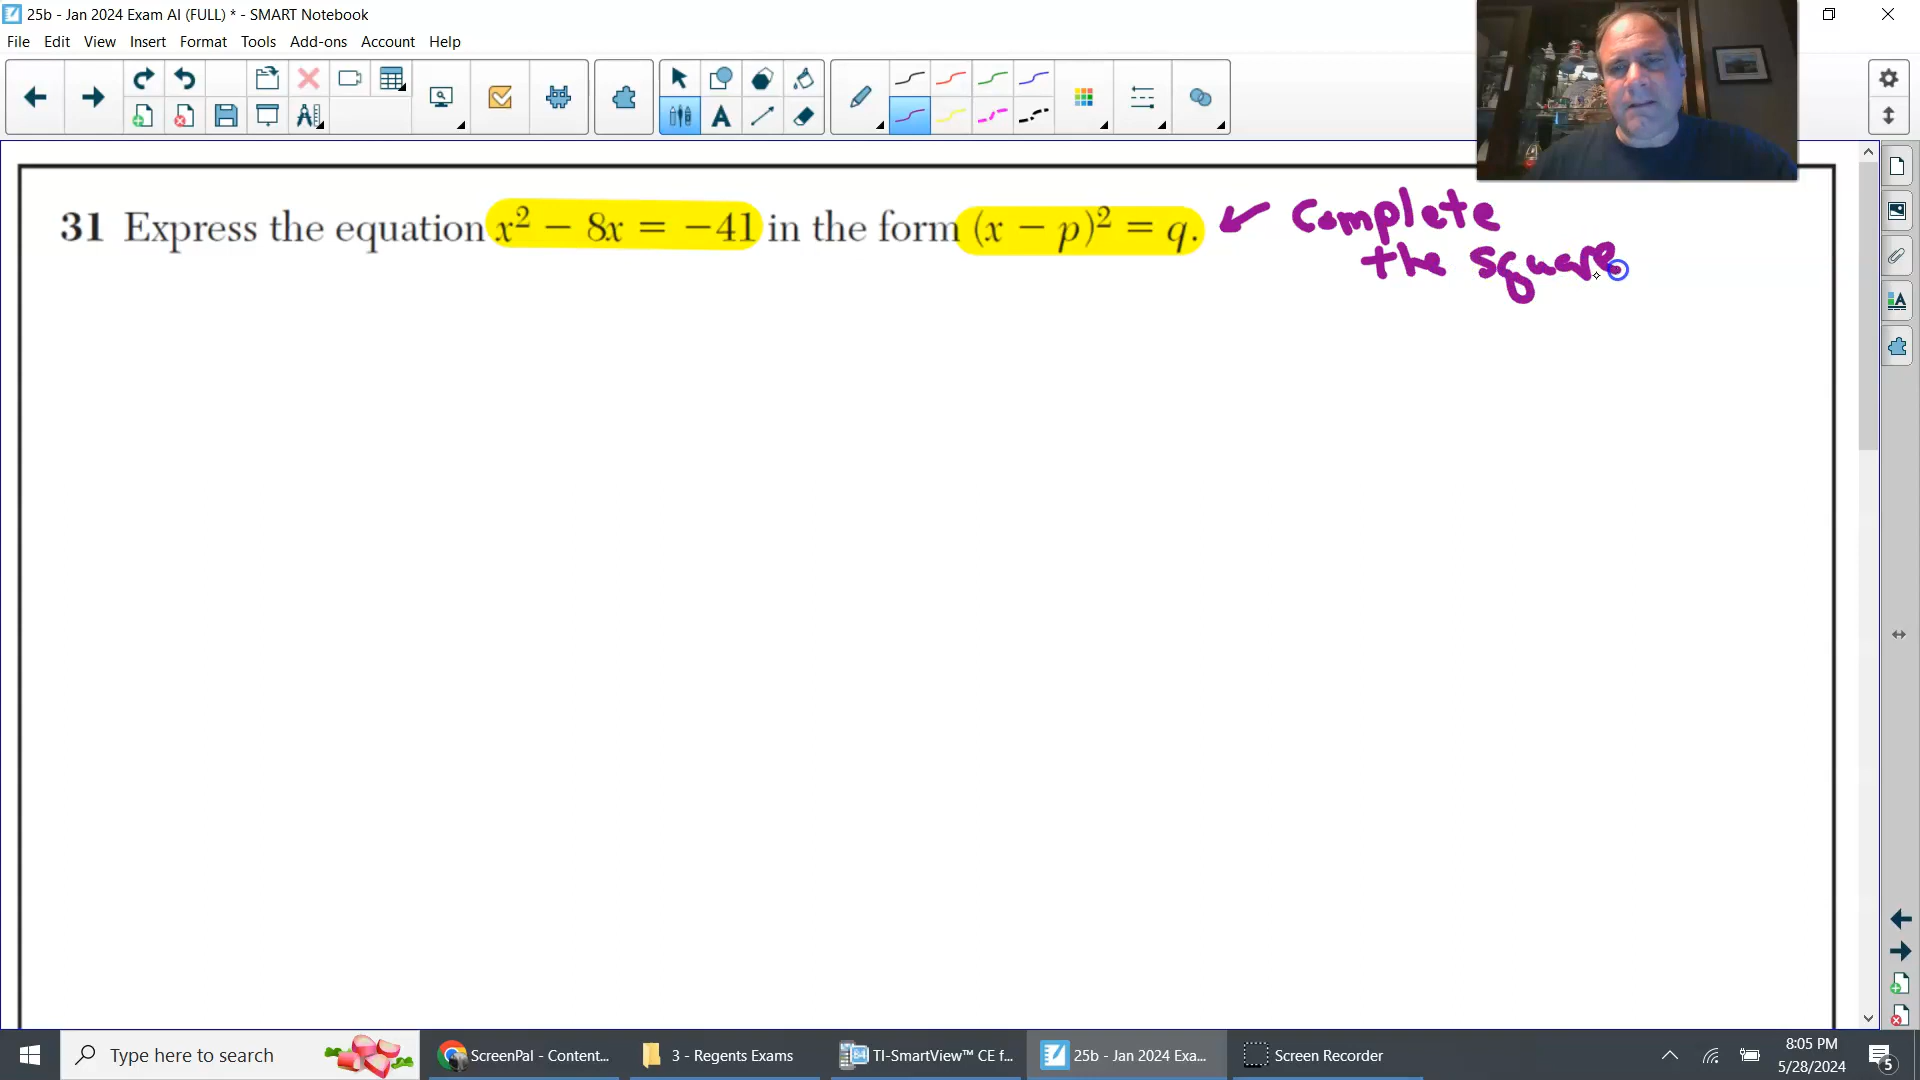 25b - Jan 2024 Exam AI (FULL) * - SMART Notebook
File Edit View Insert Format Tools Add-ons Account Help
31 Express the equation x² − 8x = −41 in the form (x − p)² = q. Complete
the square
Type here to search ScreenPal - Content... 3 - Regents Exams TI-SmartView™ CE f... 25b - Jan 2024 Exa... Screen Recorder 8:05 PM
5/28/2024
5